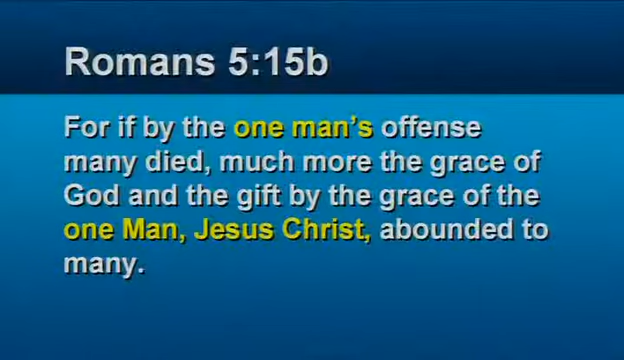 Romans 5:15b
For if by the one man’s offense
many died, much more the grace of
God and the gift by the grace of the
one Man, Jesus Christ, abounded to
many.